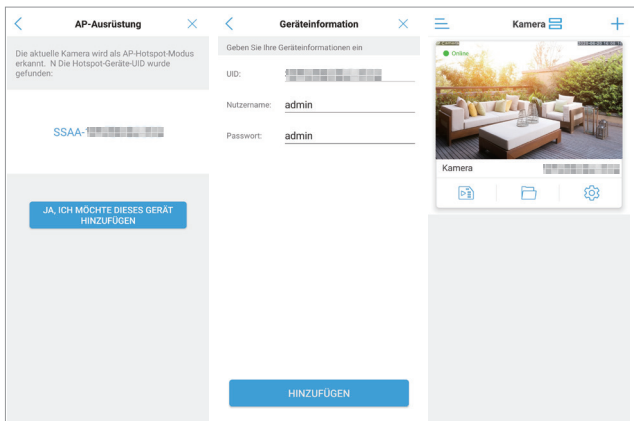 AP-Ausrüstung
Die aktuelle Kamera wird als AP-Hotspot-Modus
erkannt. N Die Hotspot-Geräte-UID wurde
gefunden:
SSAA-
JA, ICH MÖCHTE DIESES GERÄT
HINZUFÜGEN
Geräteinformation
Geben Sie Ihre Geräteinformationen ein
UID:
Nutzername: admin
Passwort: admin
HINZUFÜGEN
Kamera
Online
Kamera